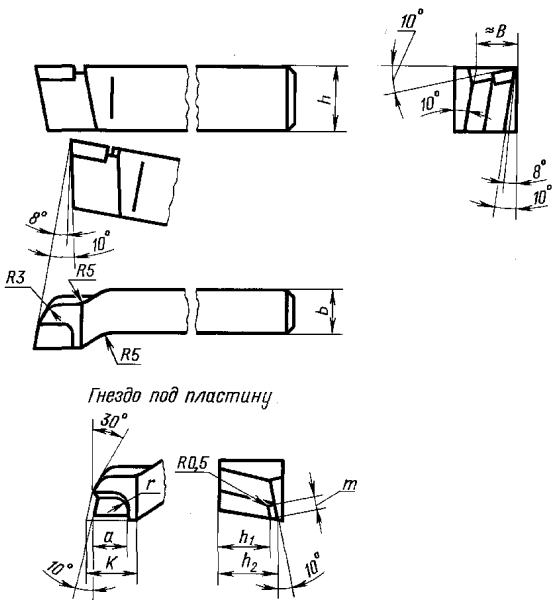 10°
≈B
h
10°
8°
10°
8°
10°
R3
R5
b
R5
Гнездо под пластину
30°
R0,5
r
m
a
K
h₁
h₂
10°
10°